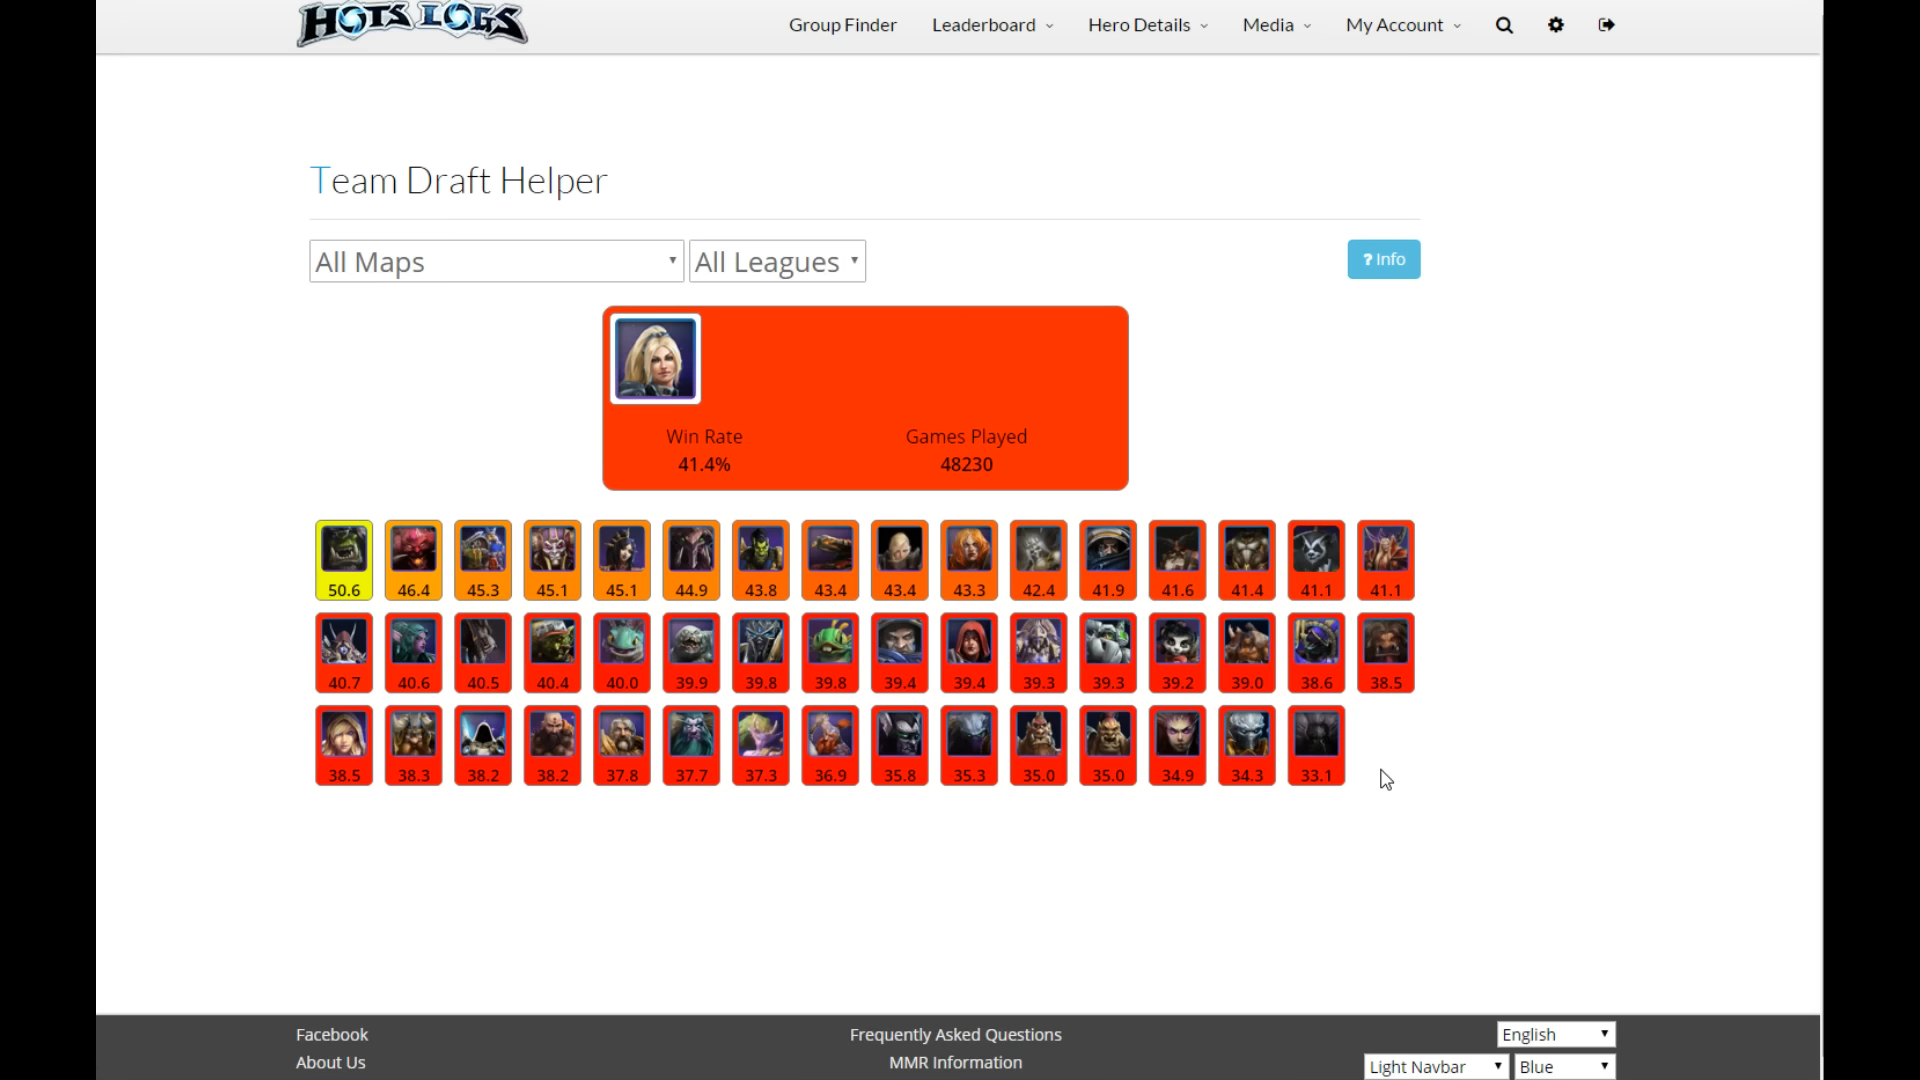 HOTS LOGS
Group Finder Leaderboard Hero Details Media My Account
Team Draft Helper
All Maps All Leagues ? Info
Win Rate Games Played
41.4% 48230
50.6 46.4 45.3 45.1 45.1 44.9 43.8 43.4 43.4 43.3 42.4 41.9 41.6 41.4 41.1 41.1
40.7 40.6 40.5 40.4 40.0 39.9 39.8 39.8 39.4 39.4 39.3 39.3 39.2 39.0 38.6 38.5
38.5 38.3 38.2 38.2 37.8 37.7 37.3 36.9 35.8 35.3 35.0 35.0 34.9 34.3 33.1
Facebook Frequently Asked Questions English
About Us MMR Information Light Navbar Blue